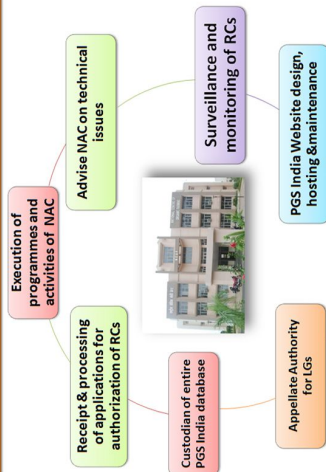 Execution of
programmes and
activities of NAC
Advise NAC on technical
issues
Surveillance and
monitoring of RCs
PGS India Website design,
hosting &maintenance
Receipt & processing
of applications for
authorization of RCs
Custodian of entire
PGS India database
Appellate Authority
for LGs